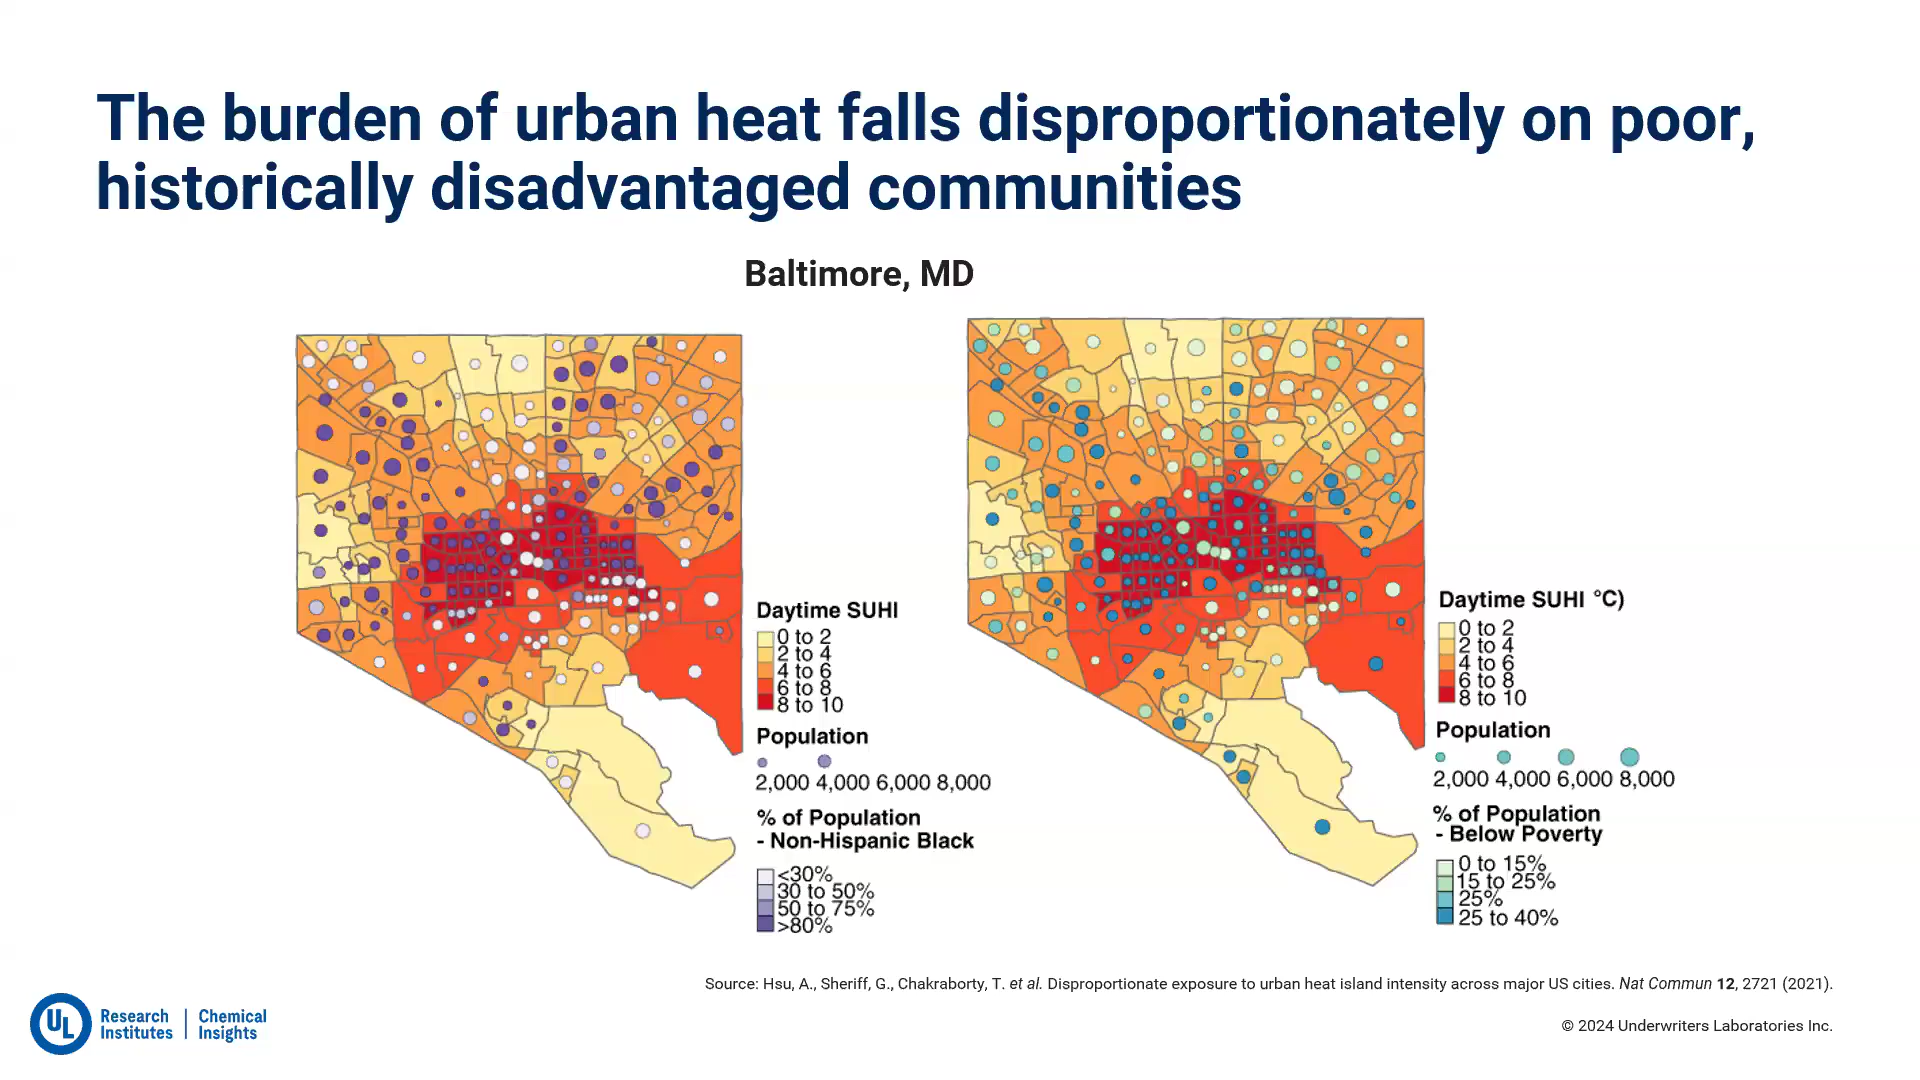 The burden of urban heat falls disproportionately on poor,
historically disadvantaged communities
Baltimore, MD
Daytime SUHI
0 to 2
2 to 4
4 to 6
6 to 8
8 to 10
Population
2,000 4,000 6,000 8,000
% of Population
- Non-Hispanic Black
<30%
30 to 50%
50 to 75%
>80%
Daytime SUHI °C)
0 to 2
2 to 4
4 to 6
6 to 8
8 to 10
Population
2,000 4,000 6,000 8,000
% of Population
- Below Poverty
0 to 15%
15 to 25%
25%
25 to 40%
Source: Hsu, A., Sheriff, G., Chakraborty, T. et al. Disproportionate exposure to urban heat island intensity across major US cities. Nat Commun 12, 2721 (2021).
UL Research Institutes | Chemical Insights
© 2024 Underwriters Laboratories Inc.